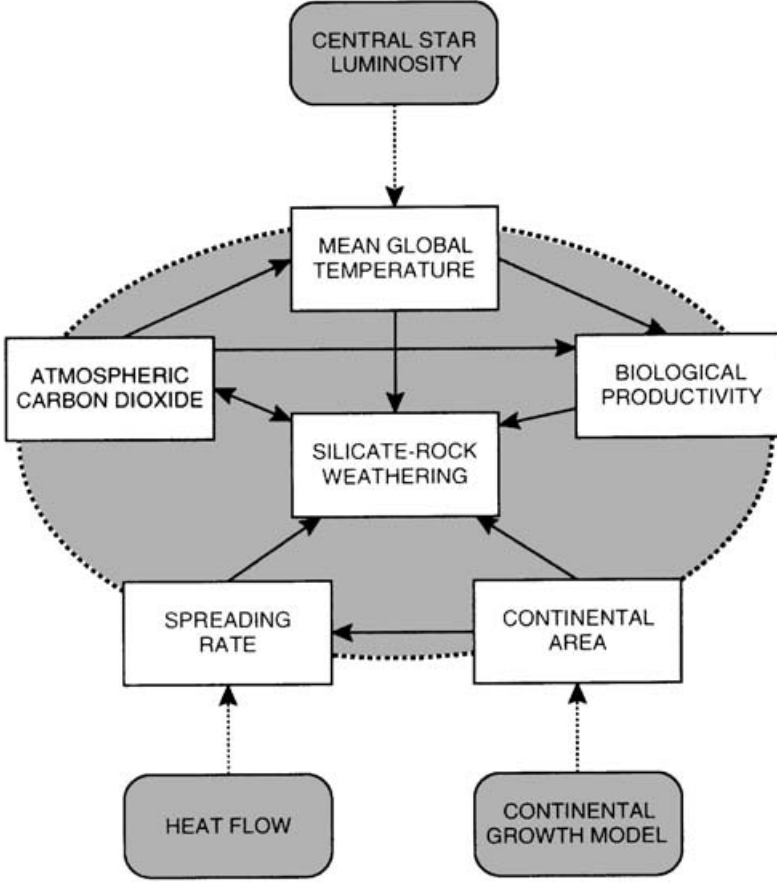 CENTRAL STAR
LUMINOSITY
MEAN GLOBAL
TEMPERATURE
ATMOSPHERIC
CARBON DIOXIDE
BIOLOGICAL
PRODUCTIVITY
SILICATE-ROCK
WEATHERING
SPREADING
RATE
CONTINENTAL
AREA
HEAT FLOW
CONTINENTAL
GROWTH MODEL